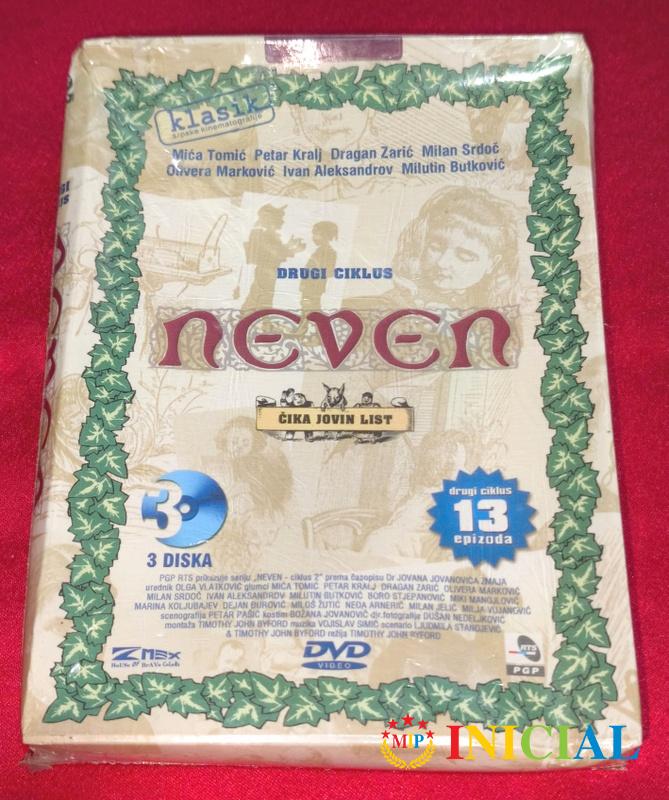 klasik
srpske kinematografije
Mića Tomić Petar Kralj Dragan Zarić Milan Srdoč
Olivera Marković Ivan Aleksandrov Milutin Butković
DRUGI CIKLUS
NEVEN
ČIKA JOVIN LIST
3
3 DISKA
drugi ciklus
13
epizoda
PGP RTS prikazuje seriju „NEVEN - ciklus 2" prema časopisu Dr JOVANA JOVANOVIĆA ZMAJA
urednik OLGA VLATKOVIĆ glumci MIĆA TOMIĆ PETAR KRALJ DRAGAN ZARIĆ OLIVERA MARKOVIĆ
MILAN SRDOČ IVAN ALEKSANDROV MILUTIN BUTKOVIĆ BORO STJEPANOVIĆ MIKI MANOJLOVIĆ
MARINA KOLJUBAJEV DEJAN ĐUROVIĆ MILOŠ ŽUTIĆ NEDA ARNERIĆ MILAN JELIĆ MILJA VUJANOVIĆ
scenografija PETAR PAŠIĆ kostim BOŽANA JOVANOVIĆ dir.fotografije DUŠAN NEDELJKOVIĆ
montaža TIMOTHY JOHN BYFORD muzika VOJISLAV SIMIĆ scenario LJUDMILA STANOJEVIĆ
& TIMOTHY JOHN BYFORD režija TIMOTHY JOHN BYFORD
DVD
VIDEO
RTS
PGP
MIP INICIAL